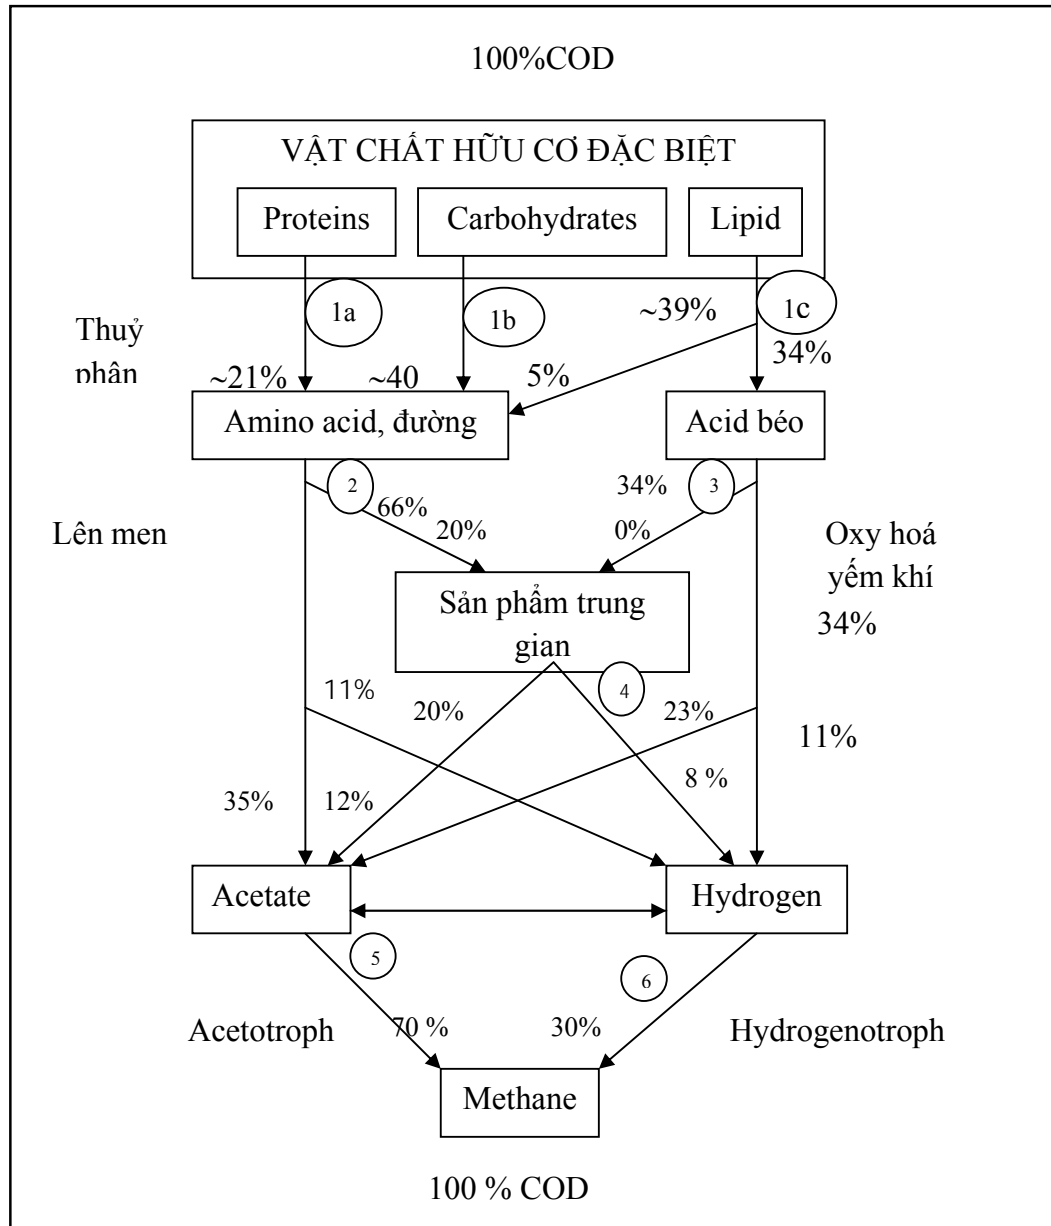 100%COD
VẬT CHẤT HỮU CƠ ĐẶC BIỆT
Proteins
Carbohydrates
Lipid
1a
1b
1c
~39%
Thuỷ
phân
34%
~21%
~40
5%
Amino acid, đường
Acid béo
2
34%
3
66%
Lên men
20%
0%
Oxy hoá
yếm khí
34%
Sản phẩm trung
gian
4
11%
20%
23%
11%
8 %
35%
12%
Acetate
Hydrogen
5
6
Acetotroph
70 %
30%
Hydrogenotroph
Methane
100 % COD